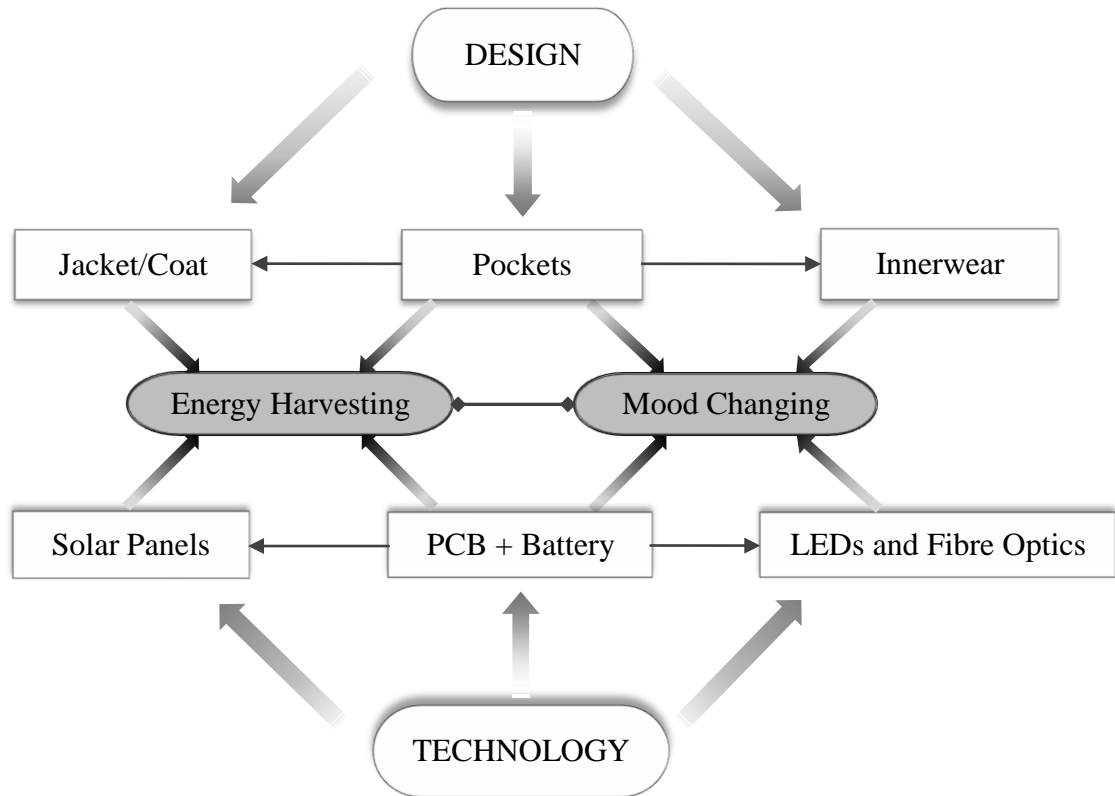 DESIGN
Jacket/Coat
Pockets
Innerwear
Energy Harvesting
Mood Changing
Solar Panels
PCB + Battery
LEDs and Fibre Optics
TECHNOLOGY